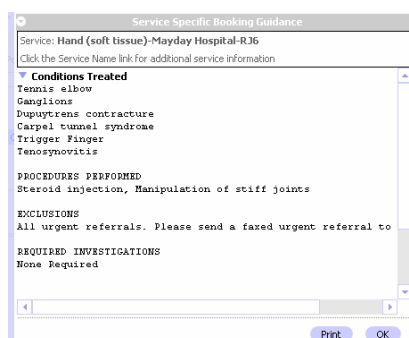 Service Specific Booking Guidance
Service: Hand (soft tissue)-Mayday Hospital-RJ6
Click the Service Name link for additional service information
Conditions Treated
Tennis elbow
Ganglions
Dupuytrens contracture
Carpel tunnel syndrome
Trigger Finger
Tenosynovitis
PROCEDURES PERFORMED
Steroid injection, Manipulation of stiff joints
EXCLUSIONS
All urgent referrals. Please send a faxed urgent referral to
REQUIRED INVESTIGATIONS
None Required
Print OK